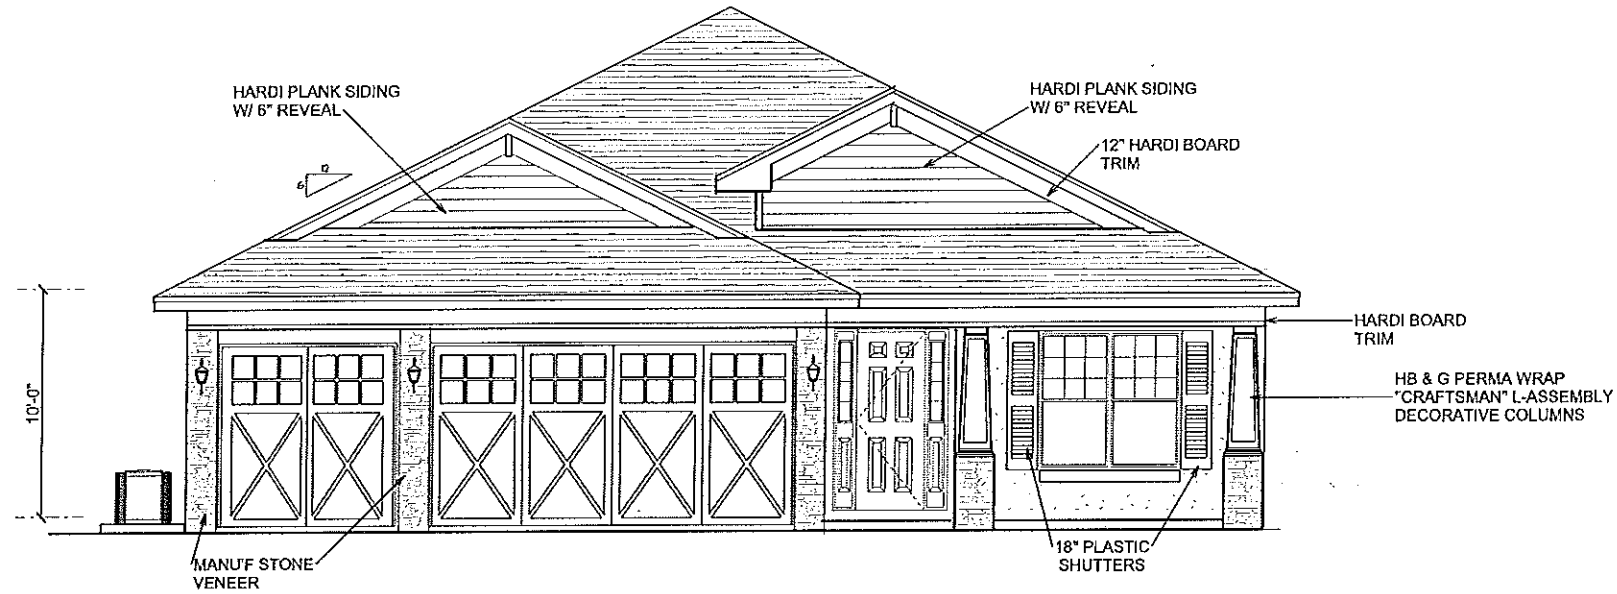 HARDI PLANK SIDING
W/ 6" REVEAL
HARDI PLANK SIDING
W/ 6" REVEAL
12" HARDI BOARD
TRIM
12
6
10'-0"
HARDI BOARD
TRIM
HB & G PERMA WRAP
"CRAFTSMAN" L-ASSEMBLY
DECORATIVE COLUMNS
MANU'F STONE
VENEER
18" PLASTIC
SHUTTERS